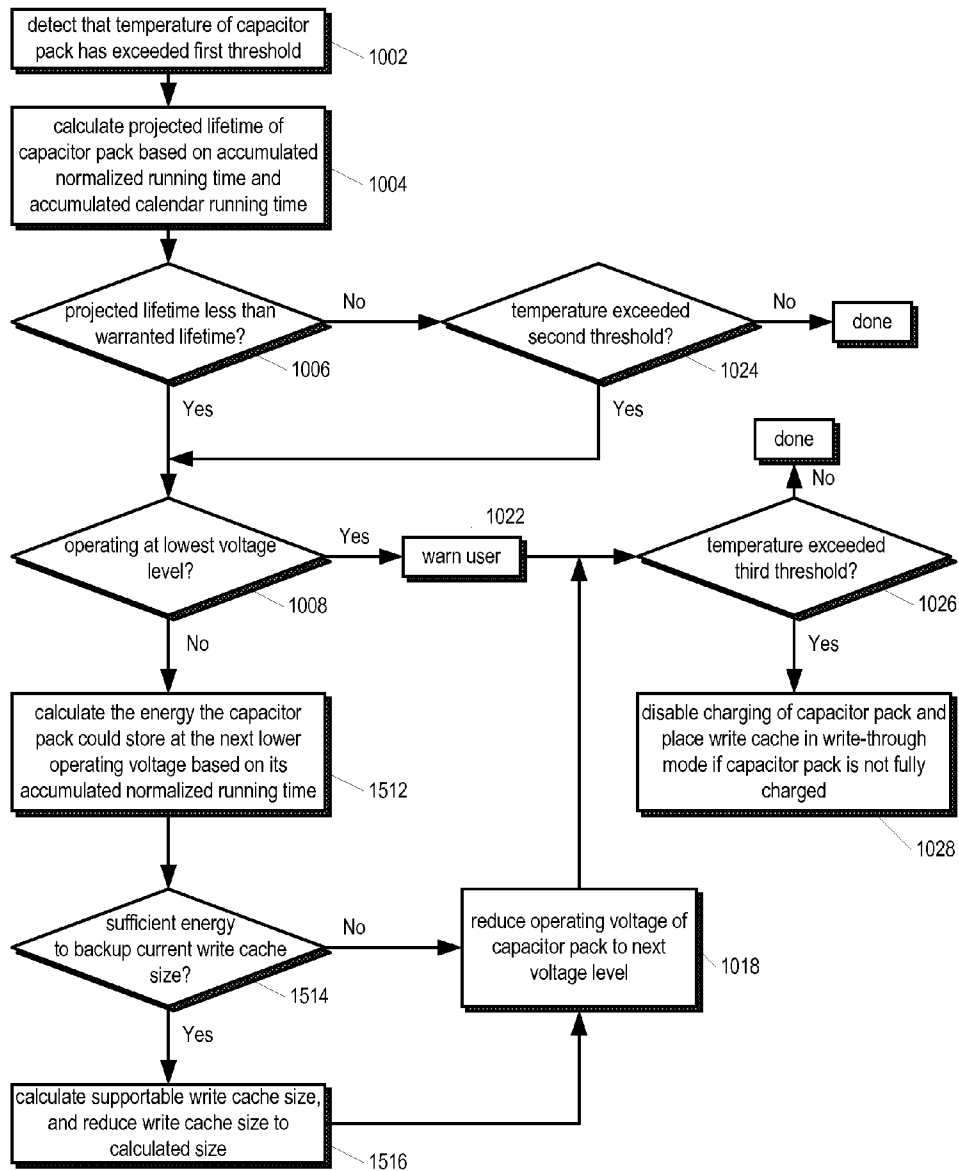 detect that temperature of capacitor
pack has exceeded first threshold
1002
calculate projected lifetime of
capacitor pack based on accumulated
normalized running time and
accumulated calendar running time
1004
projected lifetime less than
warranted lifetime?
1006
No
temperature exceeded
second threshold?
1024
No
done
Yes
Yes
done
No
operating at lowest voltage
level?
1008
Yes
1022
warn user
temperature exceeded
third threshold?
1026
No
Yes
calculate the energy the capacitor
pack could store at the next lower
operating voltage based on its
accumulated normalized running time
1512
disable charging of capacitor pack and
place write cache in write-through
mode if capacitor pack is not fully
charged
1028
sufficient energy
to backup current write cache
size?
1514
No
reduce operating voltage of
capacitor pack to next
voltage level
1018
Yes
calculate supportable write cache size,
and reduce write cache size to
calculated size
1516